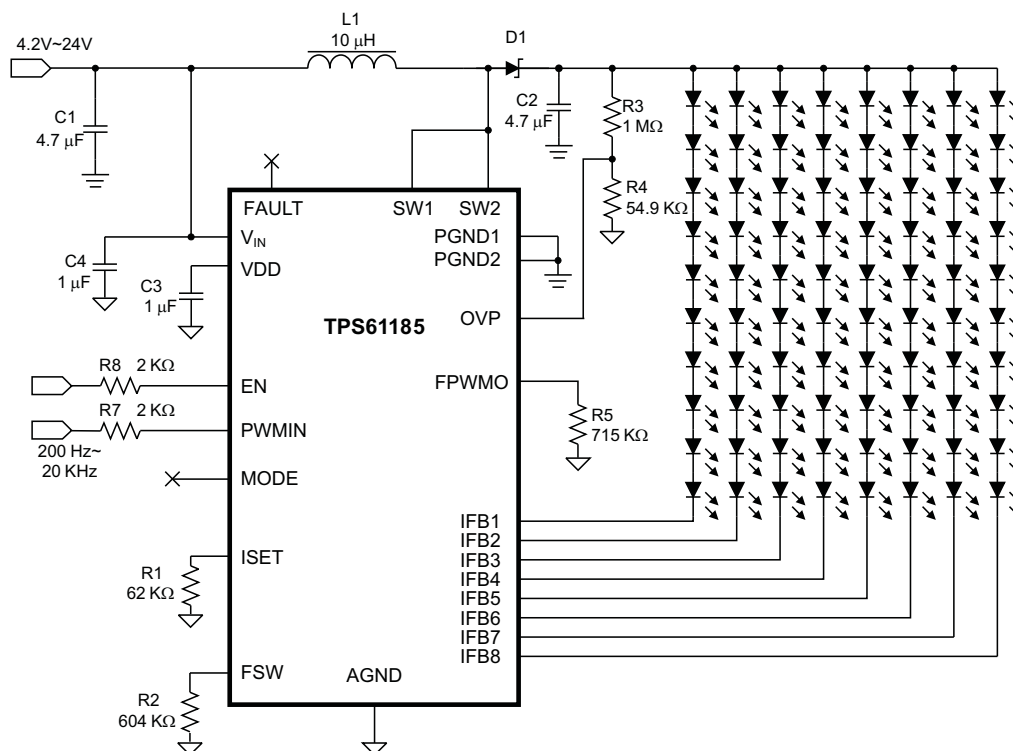 4.2V~24V
L1
10 μH
D1
C1
4.7 μF
C2
4.7 μF
R3
1 MΩ
R4
54.9 KΩ
FAULT
SW1
SW2
VIN
PGND1
C4
1 μF
VDD
PGND2
C3
1 μF
TPS61185
OVP
R8 2 KΩ
EN
FPWMO
R7 2 KΩ
PWMIN
R5
715 KΩ
200 Hz~
20 KHz
MODE
IFB1
IFB2
IFB3
IFB4
IFB5
IFB6
IFB7
IFB8
ISET
R1
62 KΩ
FSW
AGND
R2
604 KΩ